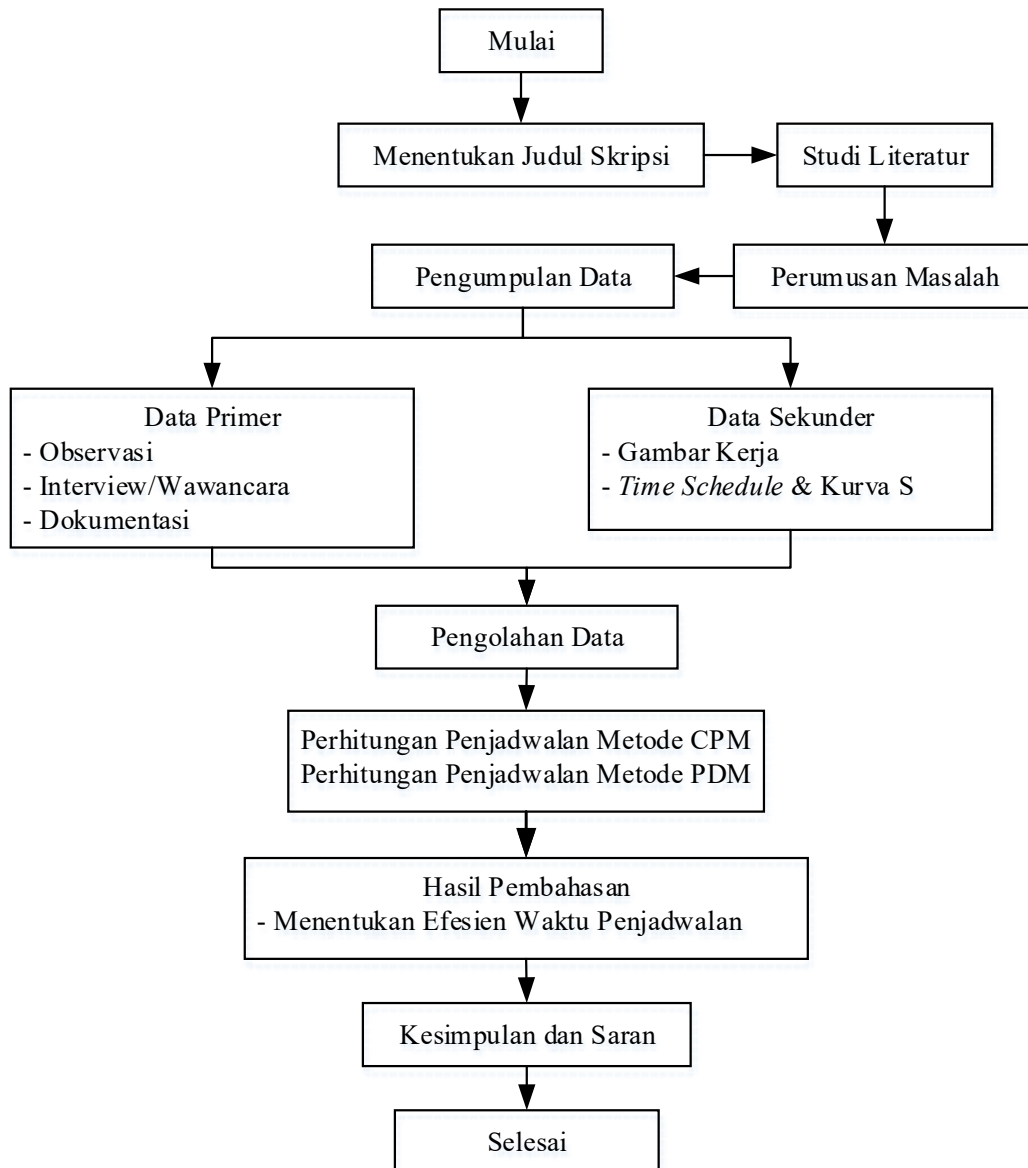 Mulai
Menentukan Judul Skripsi
Studi Literatur
Perumusan Masalah
Pengumpulan Data
Data Primer
- Observasi
- Interview/Wawancara
- Dokumentasi
Data Sekunder
- Gambar Kerja
- Time Schedule & Kurva S
Pengolahan Data
Perhitungan Penjadwalan Metode CPM
Perhitungan Penjadwalan Metode PDM
Hasil Pembahasan
- Menentukan Efesien Waktu Penjadwalan
Kesimpulan dan Saran
Selesai